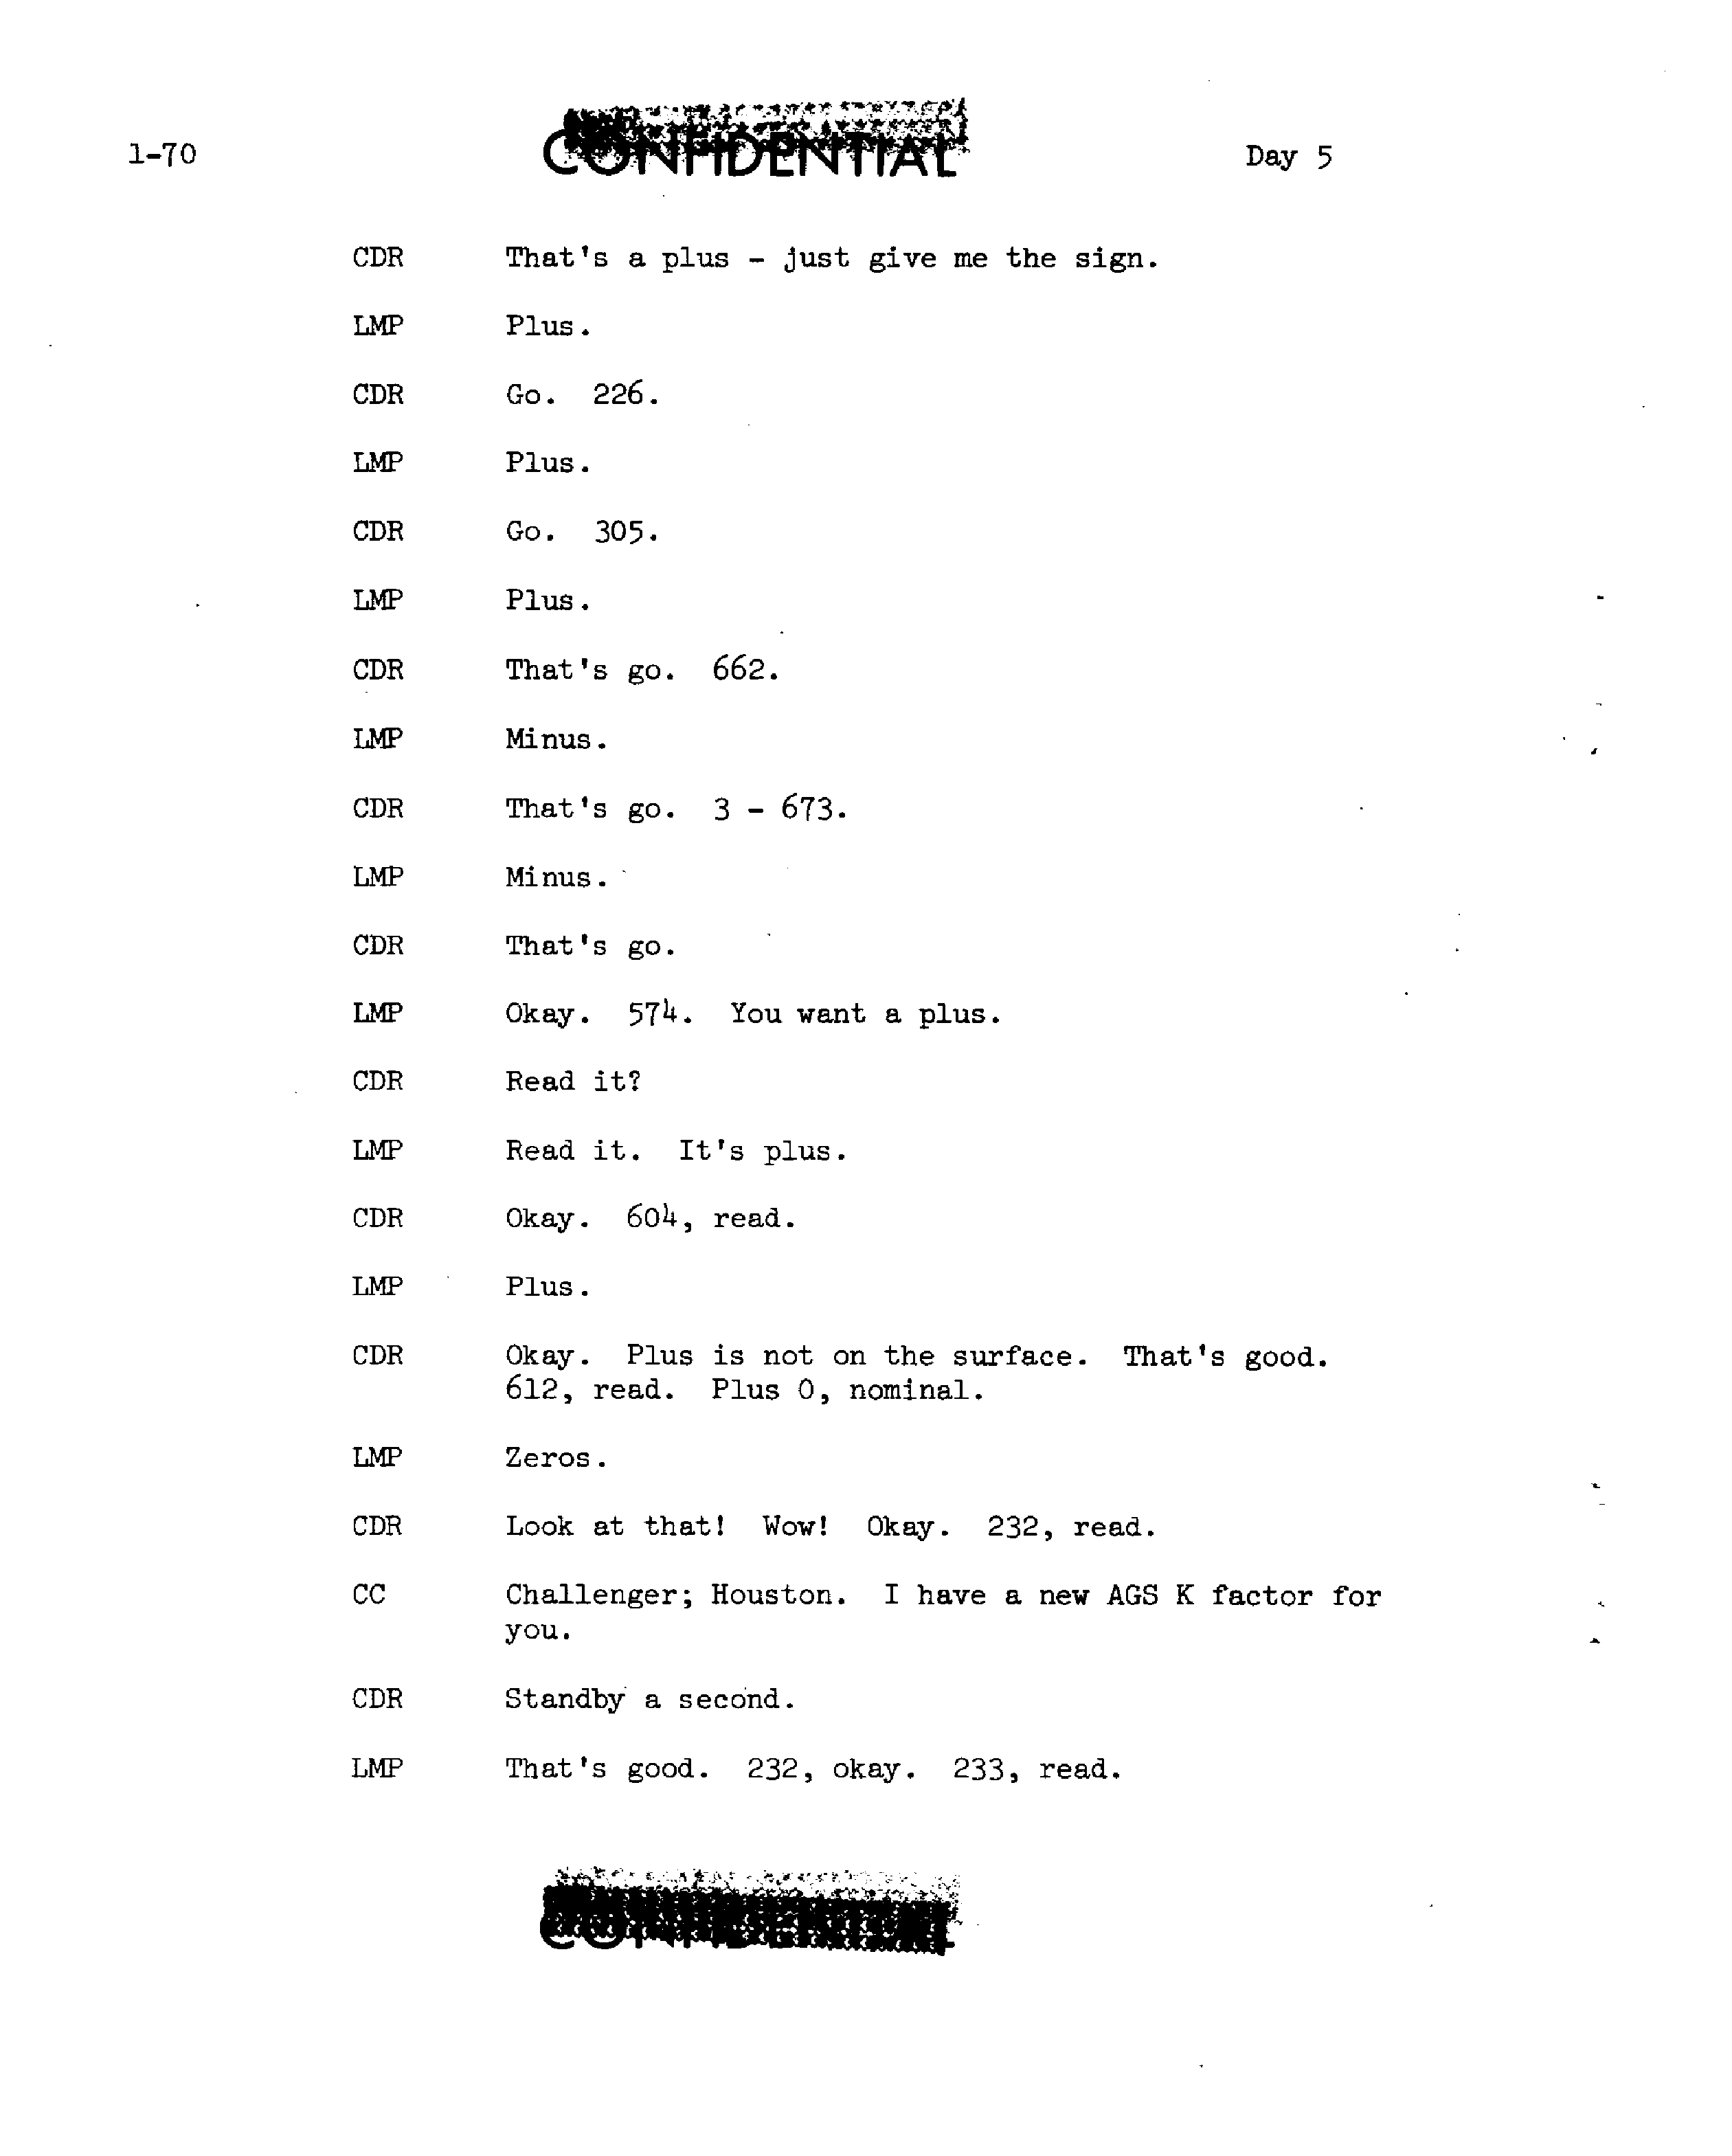 1-70
CONFIDENTIAL
Day 5
CDR That's a plus - just give me the sign.
LMP Plus.
CDR Go. 226.
LMP Plus.
CDR Go. 305.
LMP Plus.
CDR That's go. 662.
LMP Minus.
CDR That's go. 3 - 673.
LMP Minus.
CDR That's go.
LMP Okay. 574. You want a plus.
CDR Read it?
LMP Read it. It's plus.
CDR Okay. 604, read.
LMP Plus.
CDR Okay. Plus is not on the surface. That's good.
612, read. Plus 0, nominal.
LMP Zeros.
CDR Look at that! Wow! Okay. 232, read.
CC Challenger; Houston. I have a new AGS K factor for
you.
CDR Standby a second.
LMP That's good. 232, okay. 233, read.
CONFIDENTIAL